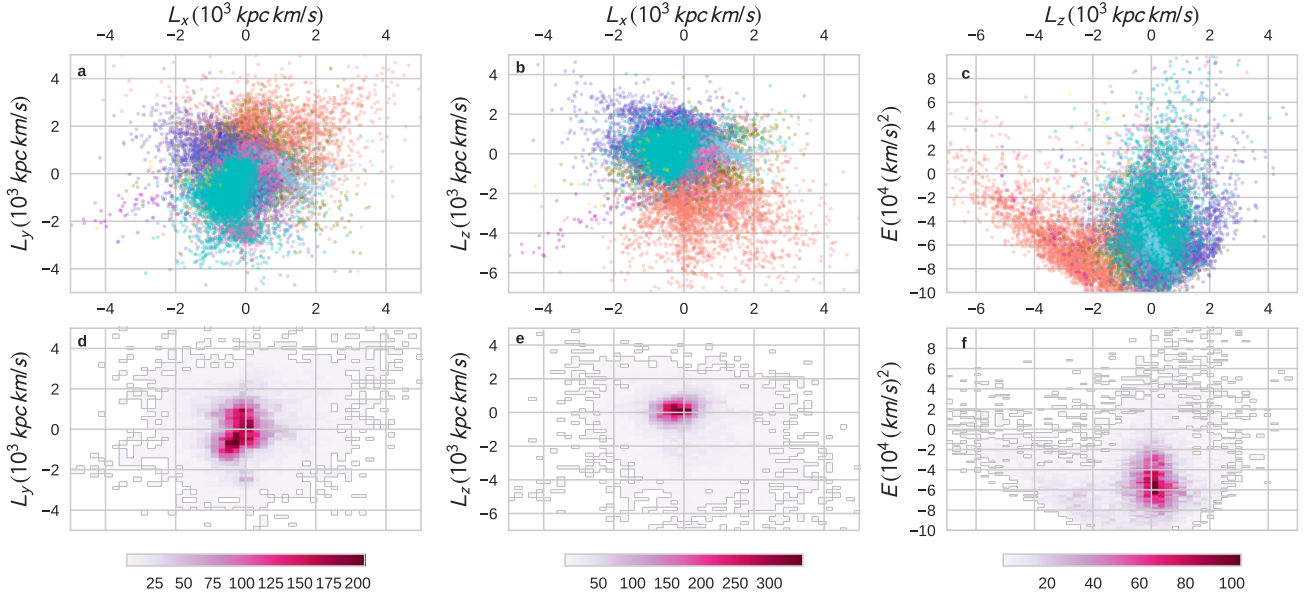 L_x (10^3 kpc km/s) L_x (10^3 kpc km/s) L_z (10^3 kpc km/s)
−4 −2 0 2 4 −4 −2 0 2 4 −6 −4 −2 0 2 4
a b c
L_y (10^3 kpc km/s) L_z (10^3 kpc km/s) E (10^4 (km/s)^2)
4 2 0 −2 −4
4 2 0 −2 −4 −6
8 6 4 2 0 −2 −4 −6 −8 −10
−4 −2 0 2 4 −4 −2 0 2 4 −6 −4 −2 0 2 4
d e f
L_y (10^3 kpc km/s) L_z (10^3 kpc km/s) E (10^4 (km/s)^2)
4 2 0 −2 −4
4 2 0 −2 −4 −6
8 6 4 2 0 −2 −4 −6 −8 −10
25 50 75 100 125 150 175 200
50 100 150 200 250 300
20 40 60 80 100